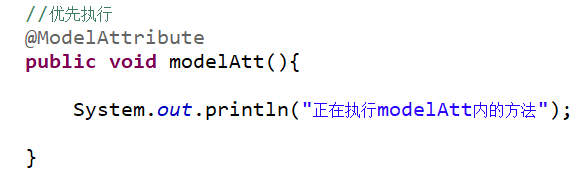 //优先执行
@ModelAttribute
public void modelAtt(){
System.out.println("正在执行modelAtt内的方法");
}